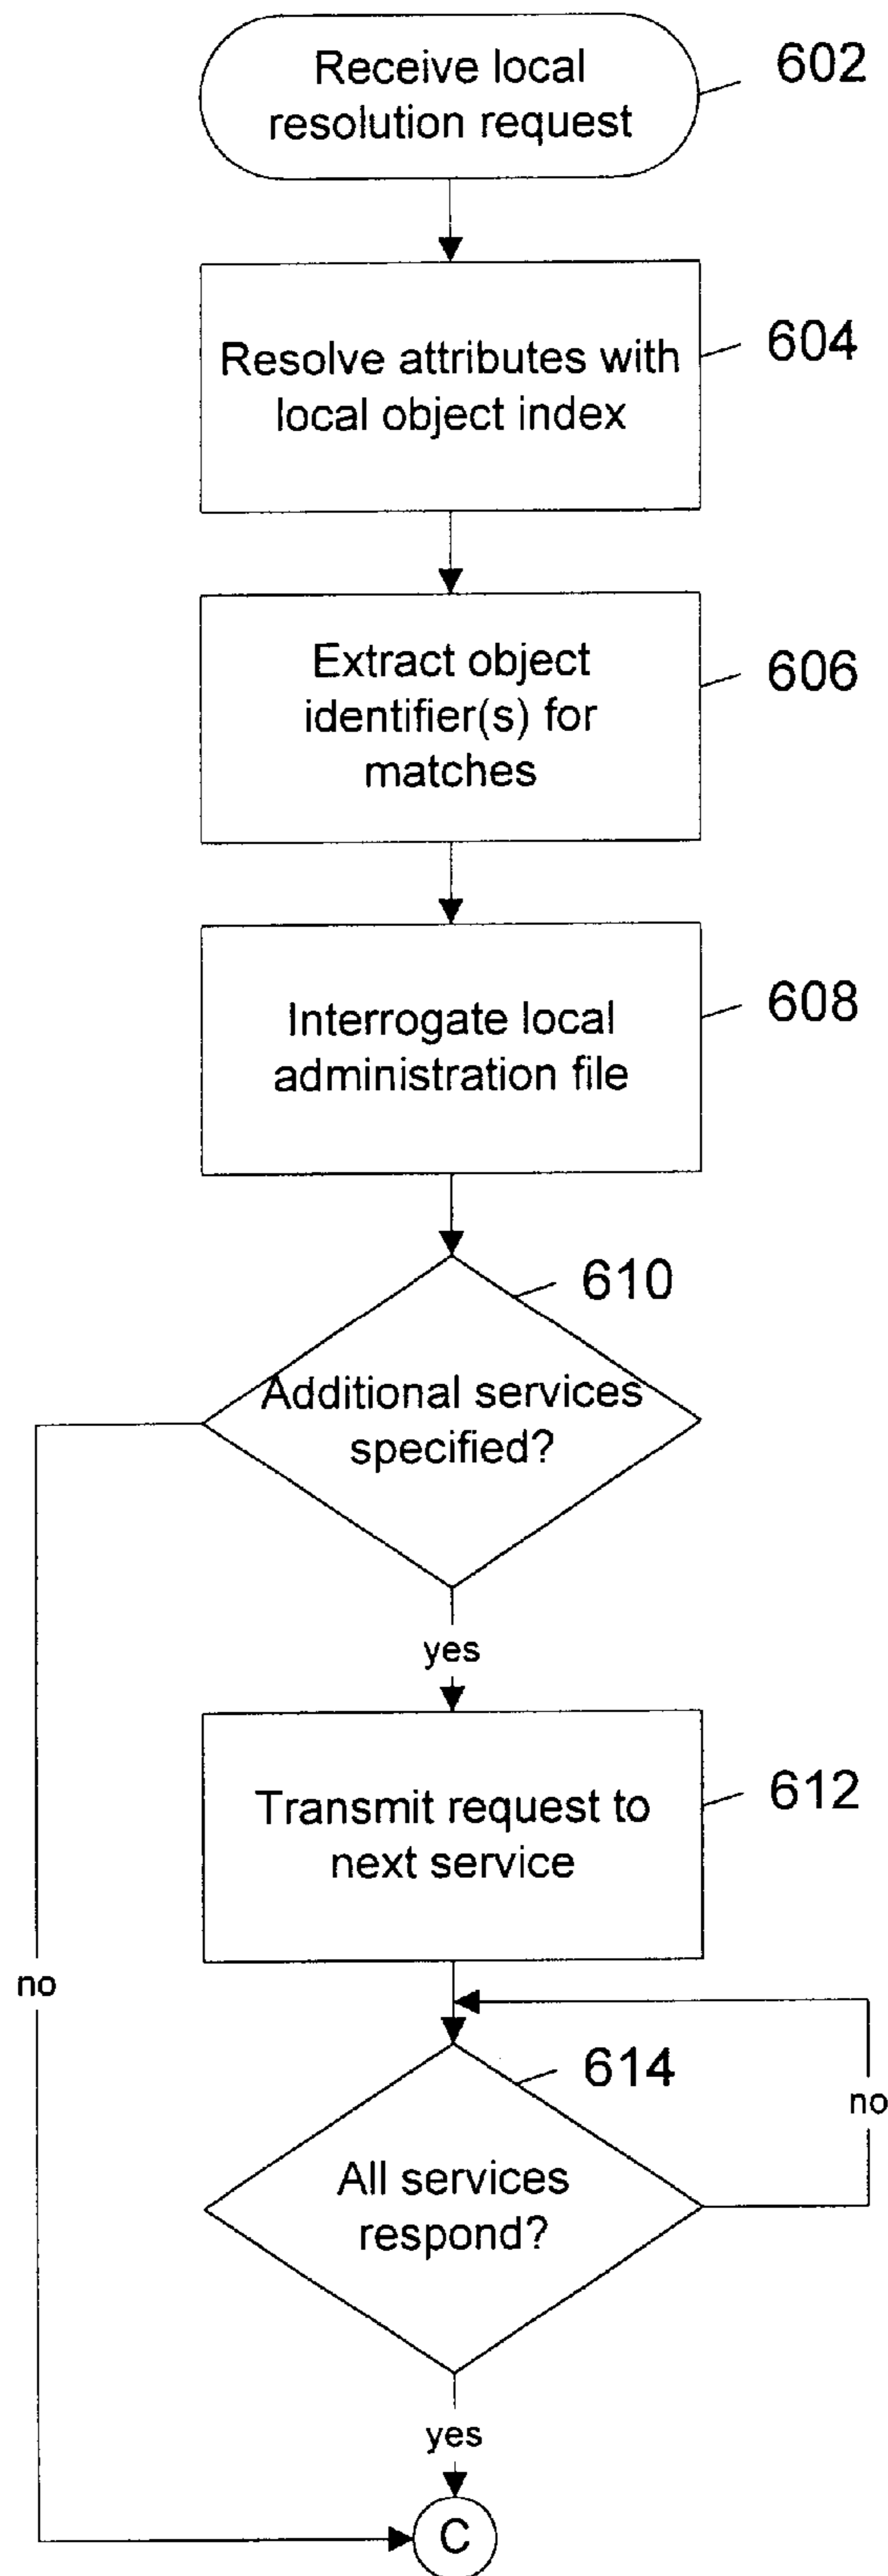 Receive local
resolution request
602
Resolve attributes with
local object index
604
Extract object
identifier(s) for
matches
606
Interrogate local
administration file
608
610
Additional services
specified?
yes
Transmit request to
next service
612
no
614
no
All services
respond?
yes
C